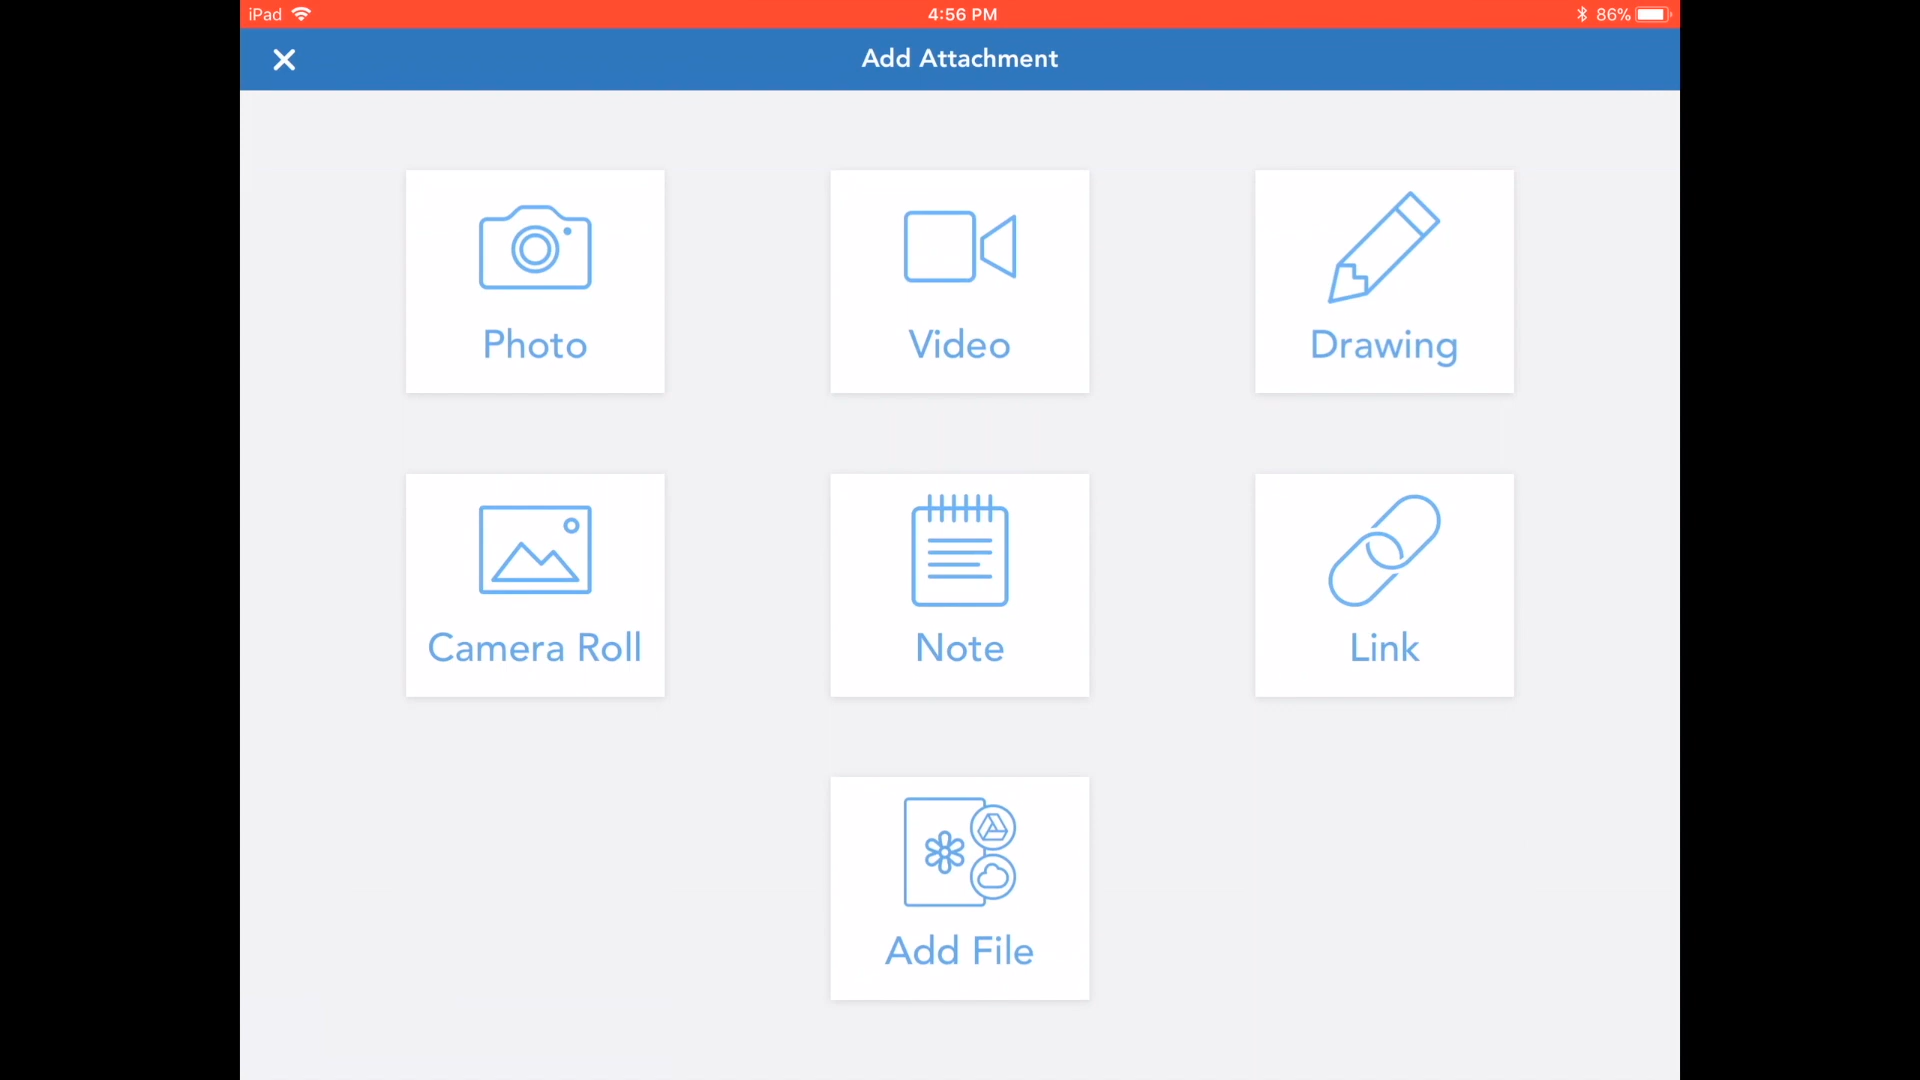 iPad 4:56 PM 86%
Add Attachment
Photo Video Drawing
Camera Roll Note Link
Add File